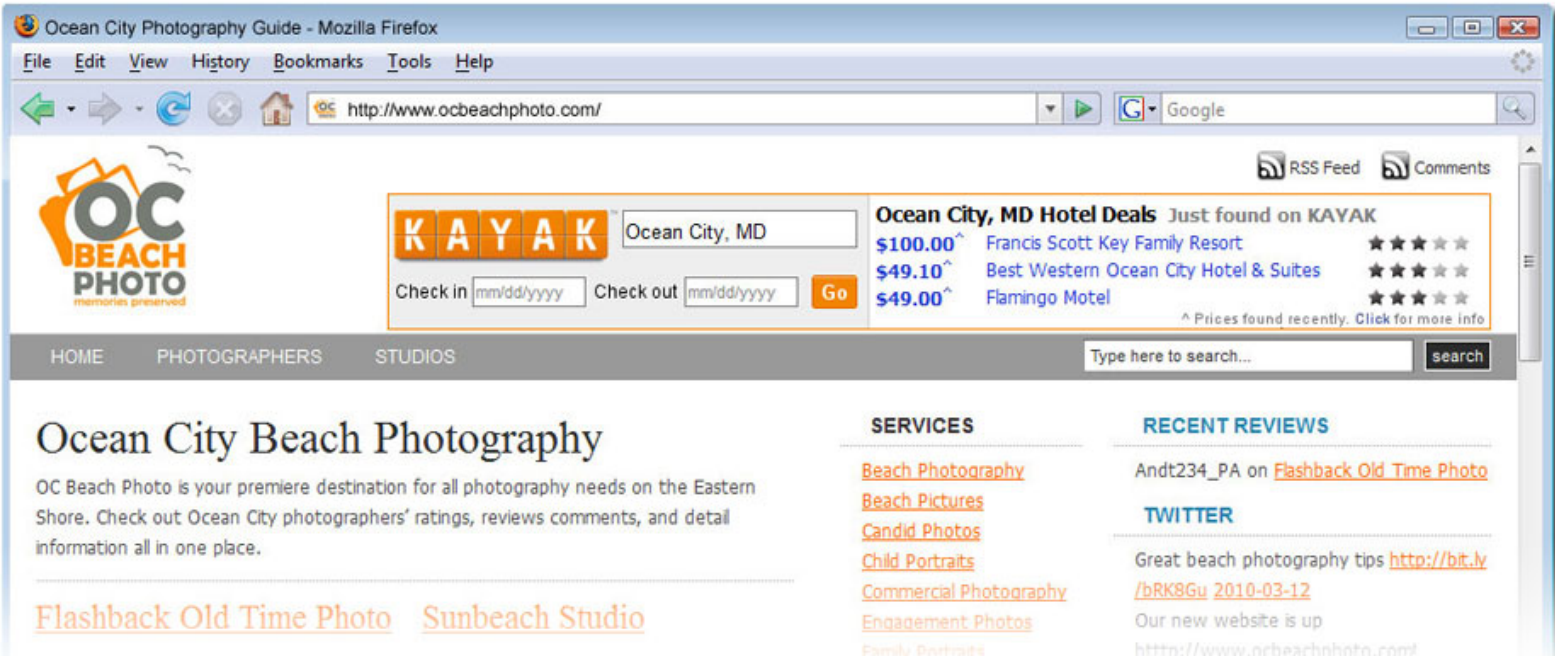 Ocean City Photography Guide - Mozilla Firefox
File Edit View History Bookmarks Tools Help
OC http://www.ocbeachphoto.com/ G Google
RSS Feed Comments
OC
BEACH
PHOTO
memories preserved
KAYAK™ Ocean City, MD
Check in mm/dd/yyyy Check out mm/dd/yyyy Go
Ocean City, MD Hotel Deals Just found on KAYAK
$100.00^ Francis Scott Key Family Resort
$49.10^ Best Western Ocean City Hotel & Suites
$49.00^ Flamingo Motel
^ Prices found recently. Click for more info
HOME PHOTOGRAPHERS STUDIOS Type here to search... search
Ocean City Beach Photography
OC Beach Photo is your premiere destination for all photography needs on the Eastern
Shore. Check out Ocean City photographers' ratings, reviews comments, and detail
information all in one place.
Flashback Old Time Photo Sunbeach Studio
SERVICES
Beach Photography
Beach Pictures
Candid Photos
Child Portraits
Commercial Photography
Engagement Photos
Family Portraits
RECENT REVIEWS
Andt234_PA on Flashback Old Time Photo
TWITTER
Great beach photography tips http://bit.ly
/bRK8Gu 2010-03-12
Our new website is up
htttp://www.ocbeachphoto.com!